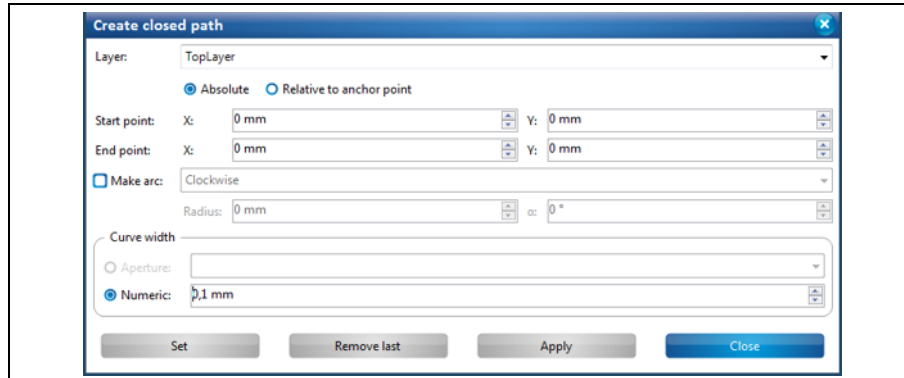 Create closed path
Layer: TopLayer
Absolute Relative to anchor point
Start point: X: 0 mm Y: 0 mm
End point: X: 0 mm Y: 0 mm
Make arc: Clockwise
Radius: 0 mm α: 0 °
Curve width
Aperture:
Numeric: 0,1 mm
Set Remove last Apply Close